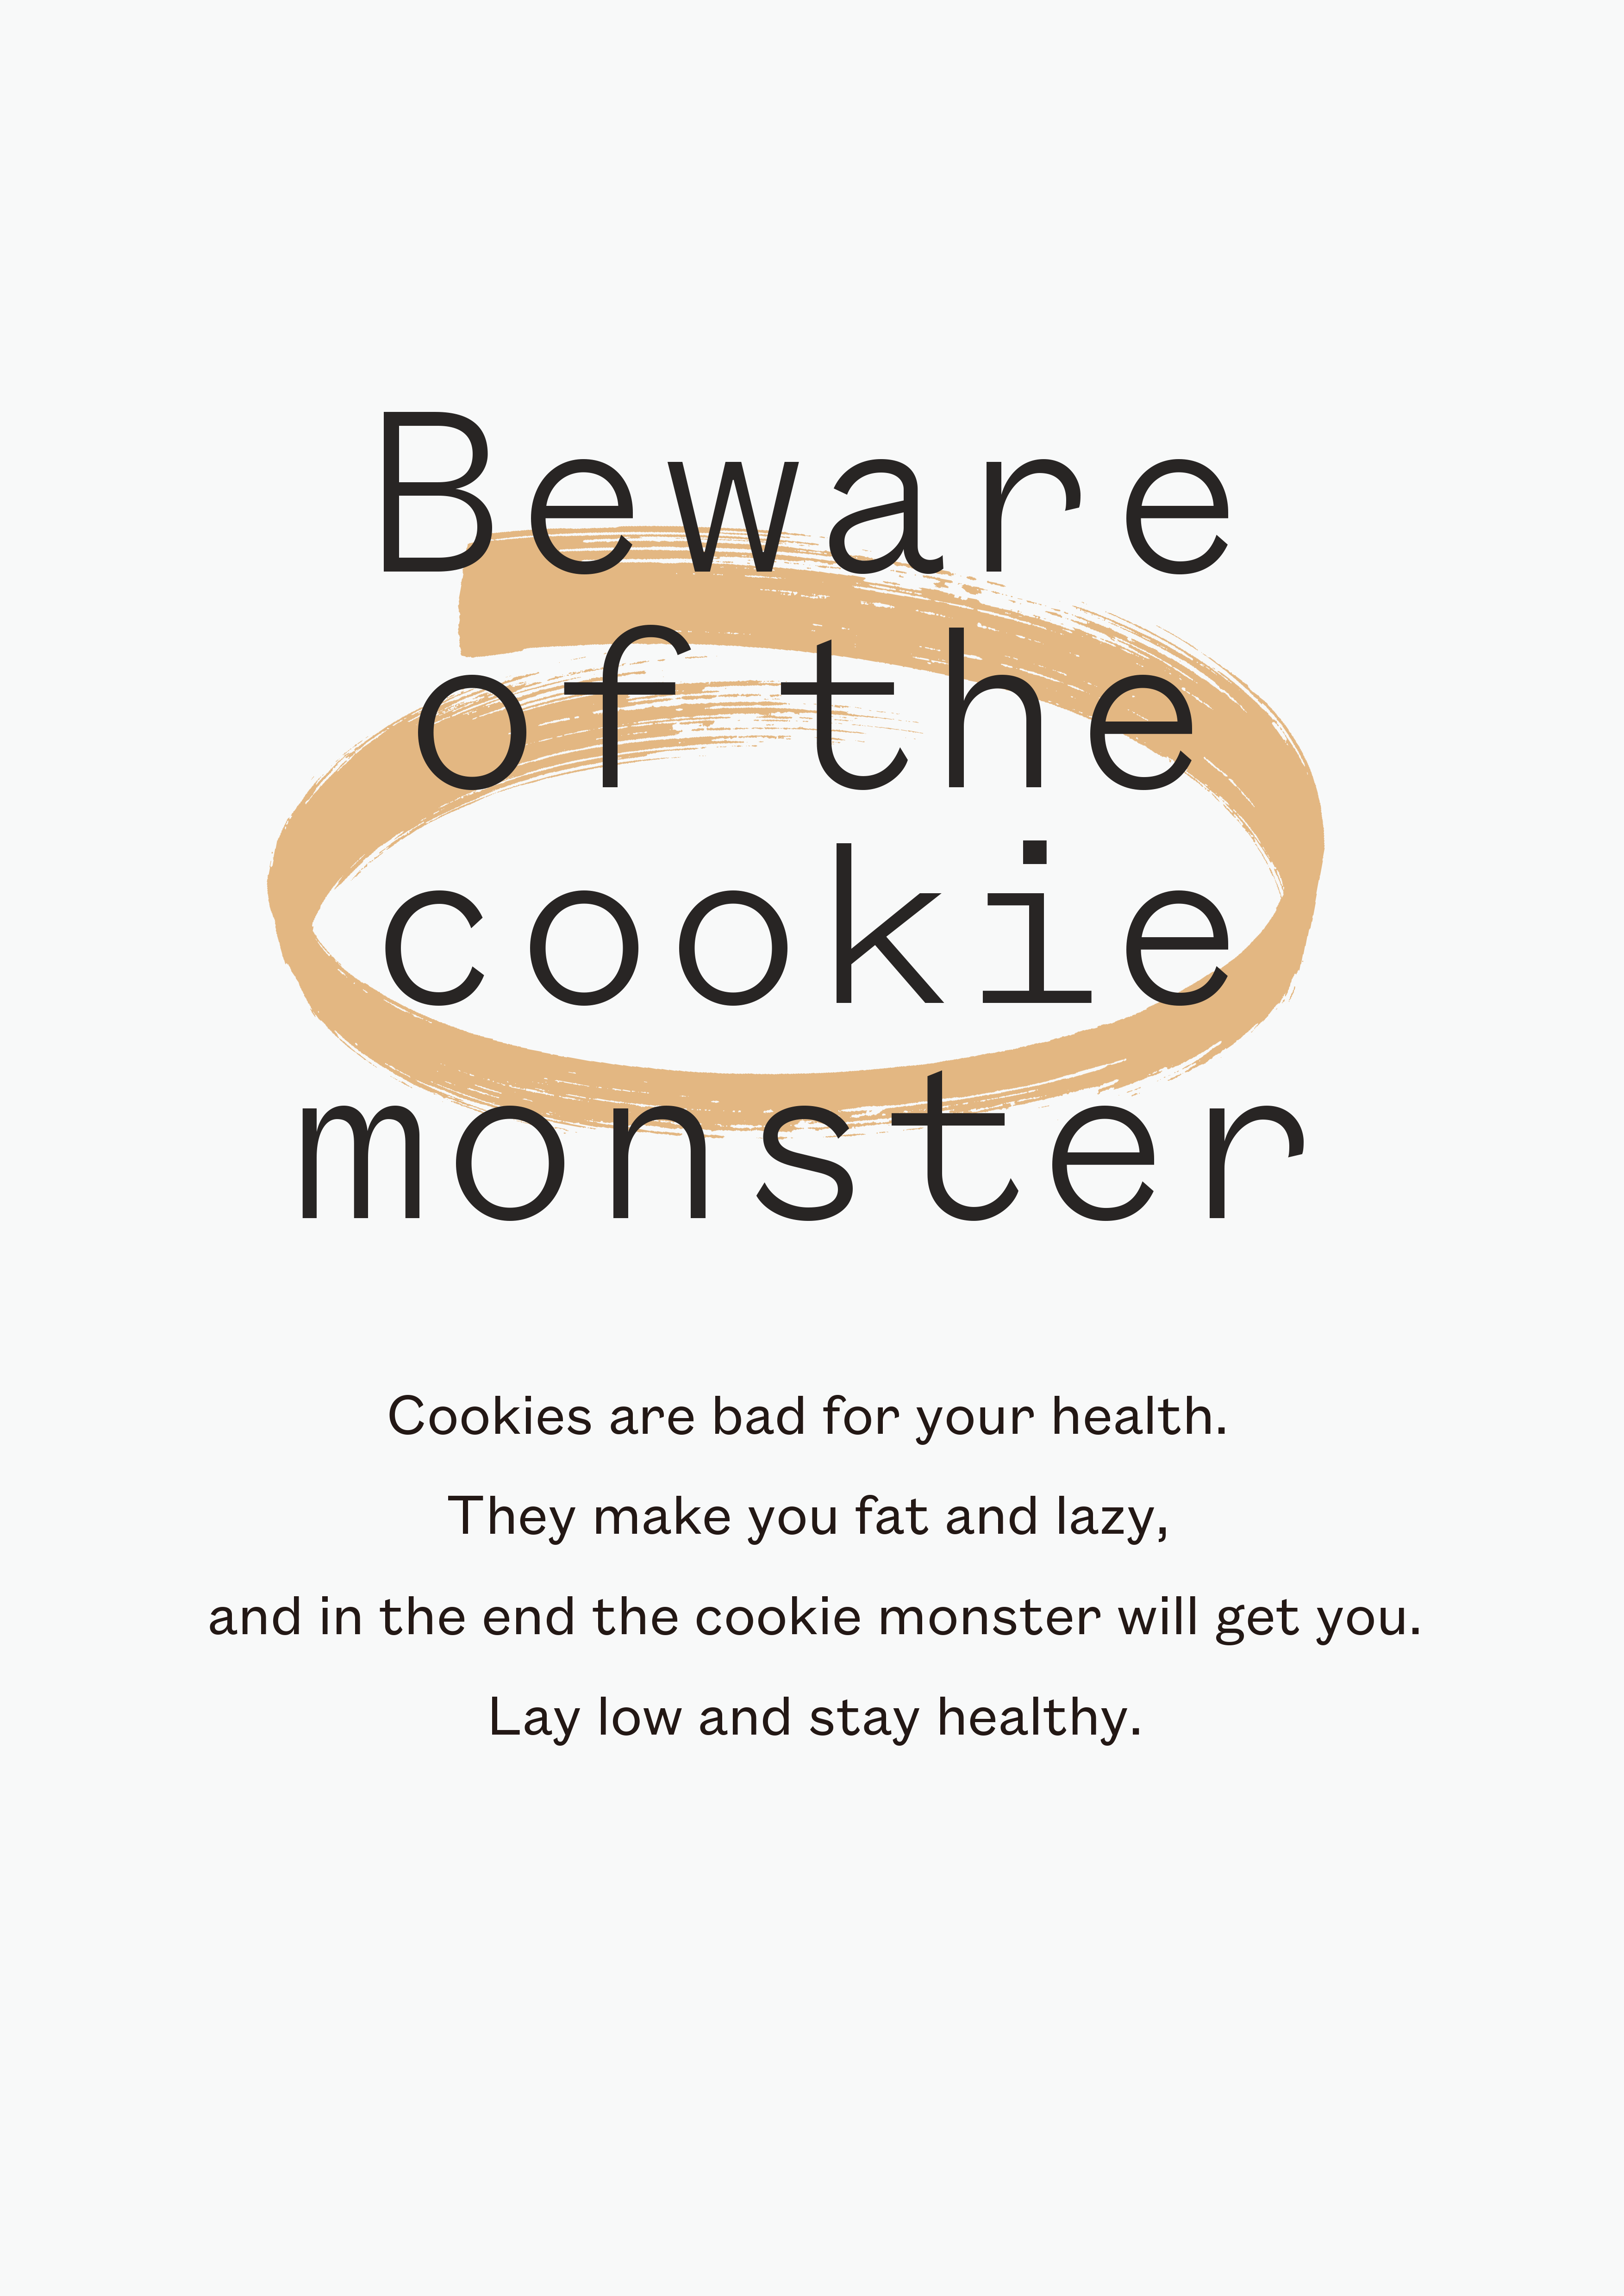 Beware
of the
cookie
monster
Cookies are bad for your health.
They make you fat and lazy,
and in the end the cookie monster will get you.
Lay low and stay healthy.